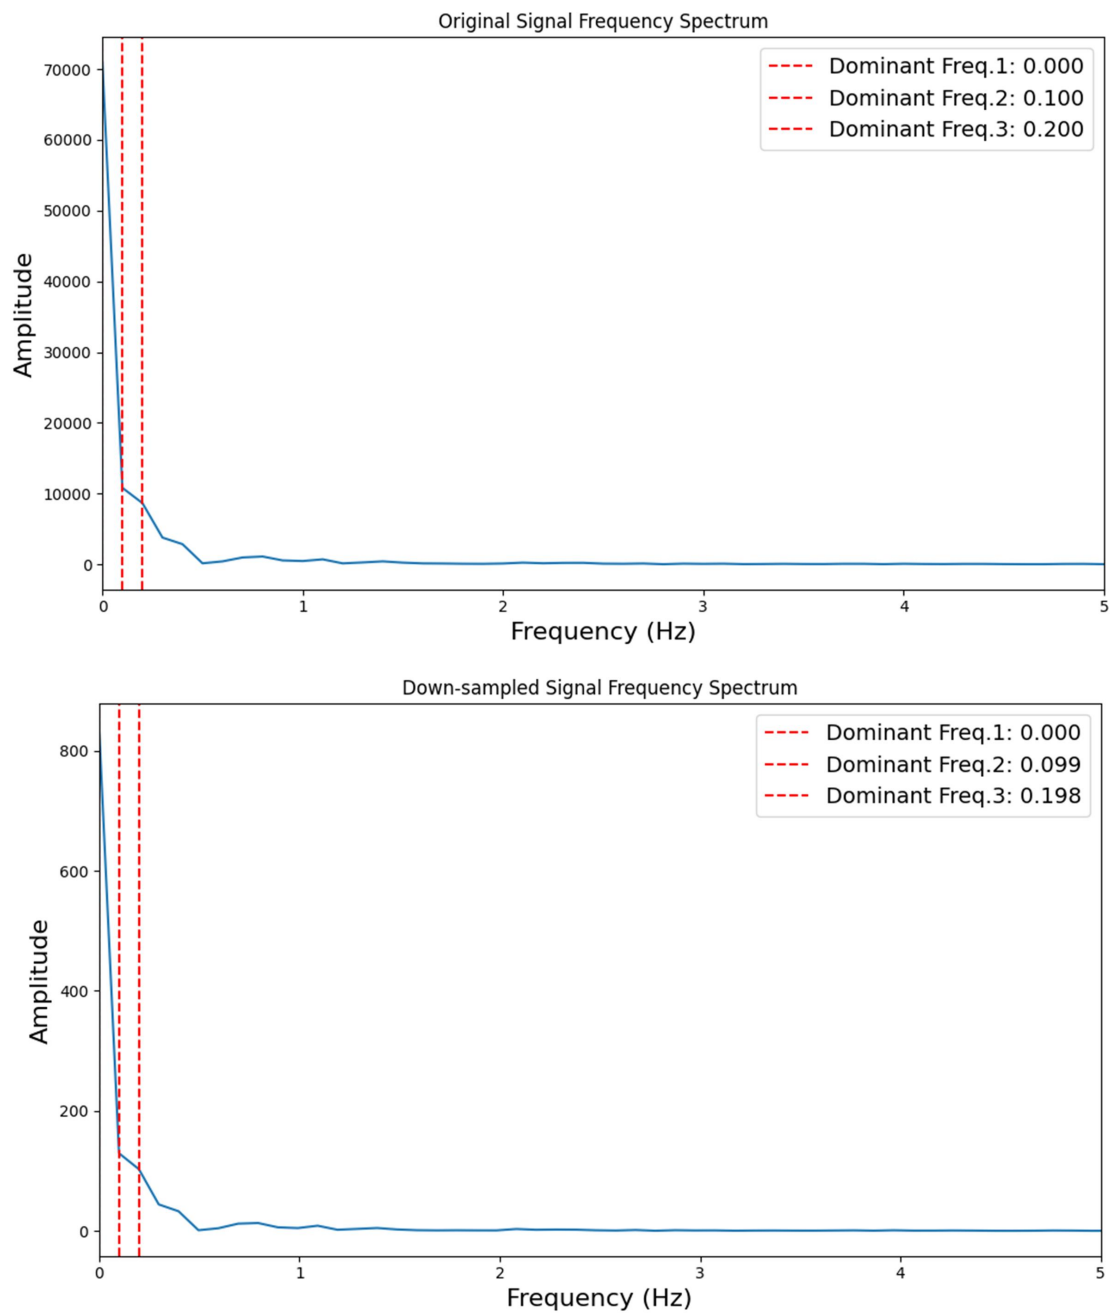 Original Signal Frequency Spectrum
Dominant Freq.1: 0.000
Dominant Freq.2: 0.100
Dominant Freq.3: 0.200
70000
60000
50000
40000
30000
20000
10000
0
Amplitude
0 1 2 3 4 5
Frequency (Hz)
Down-sampled Signal Frequency Spectrum
Dominant Freq.1: 0.000
Dominant Freq.2: 0.099
Dominant Freq.3: 0.198
800
600
400
200
0
Amplitude
0 1 2 3 4 5
Frequency (Hz)